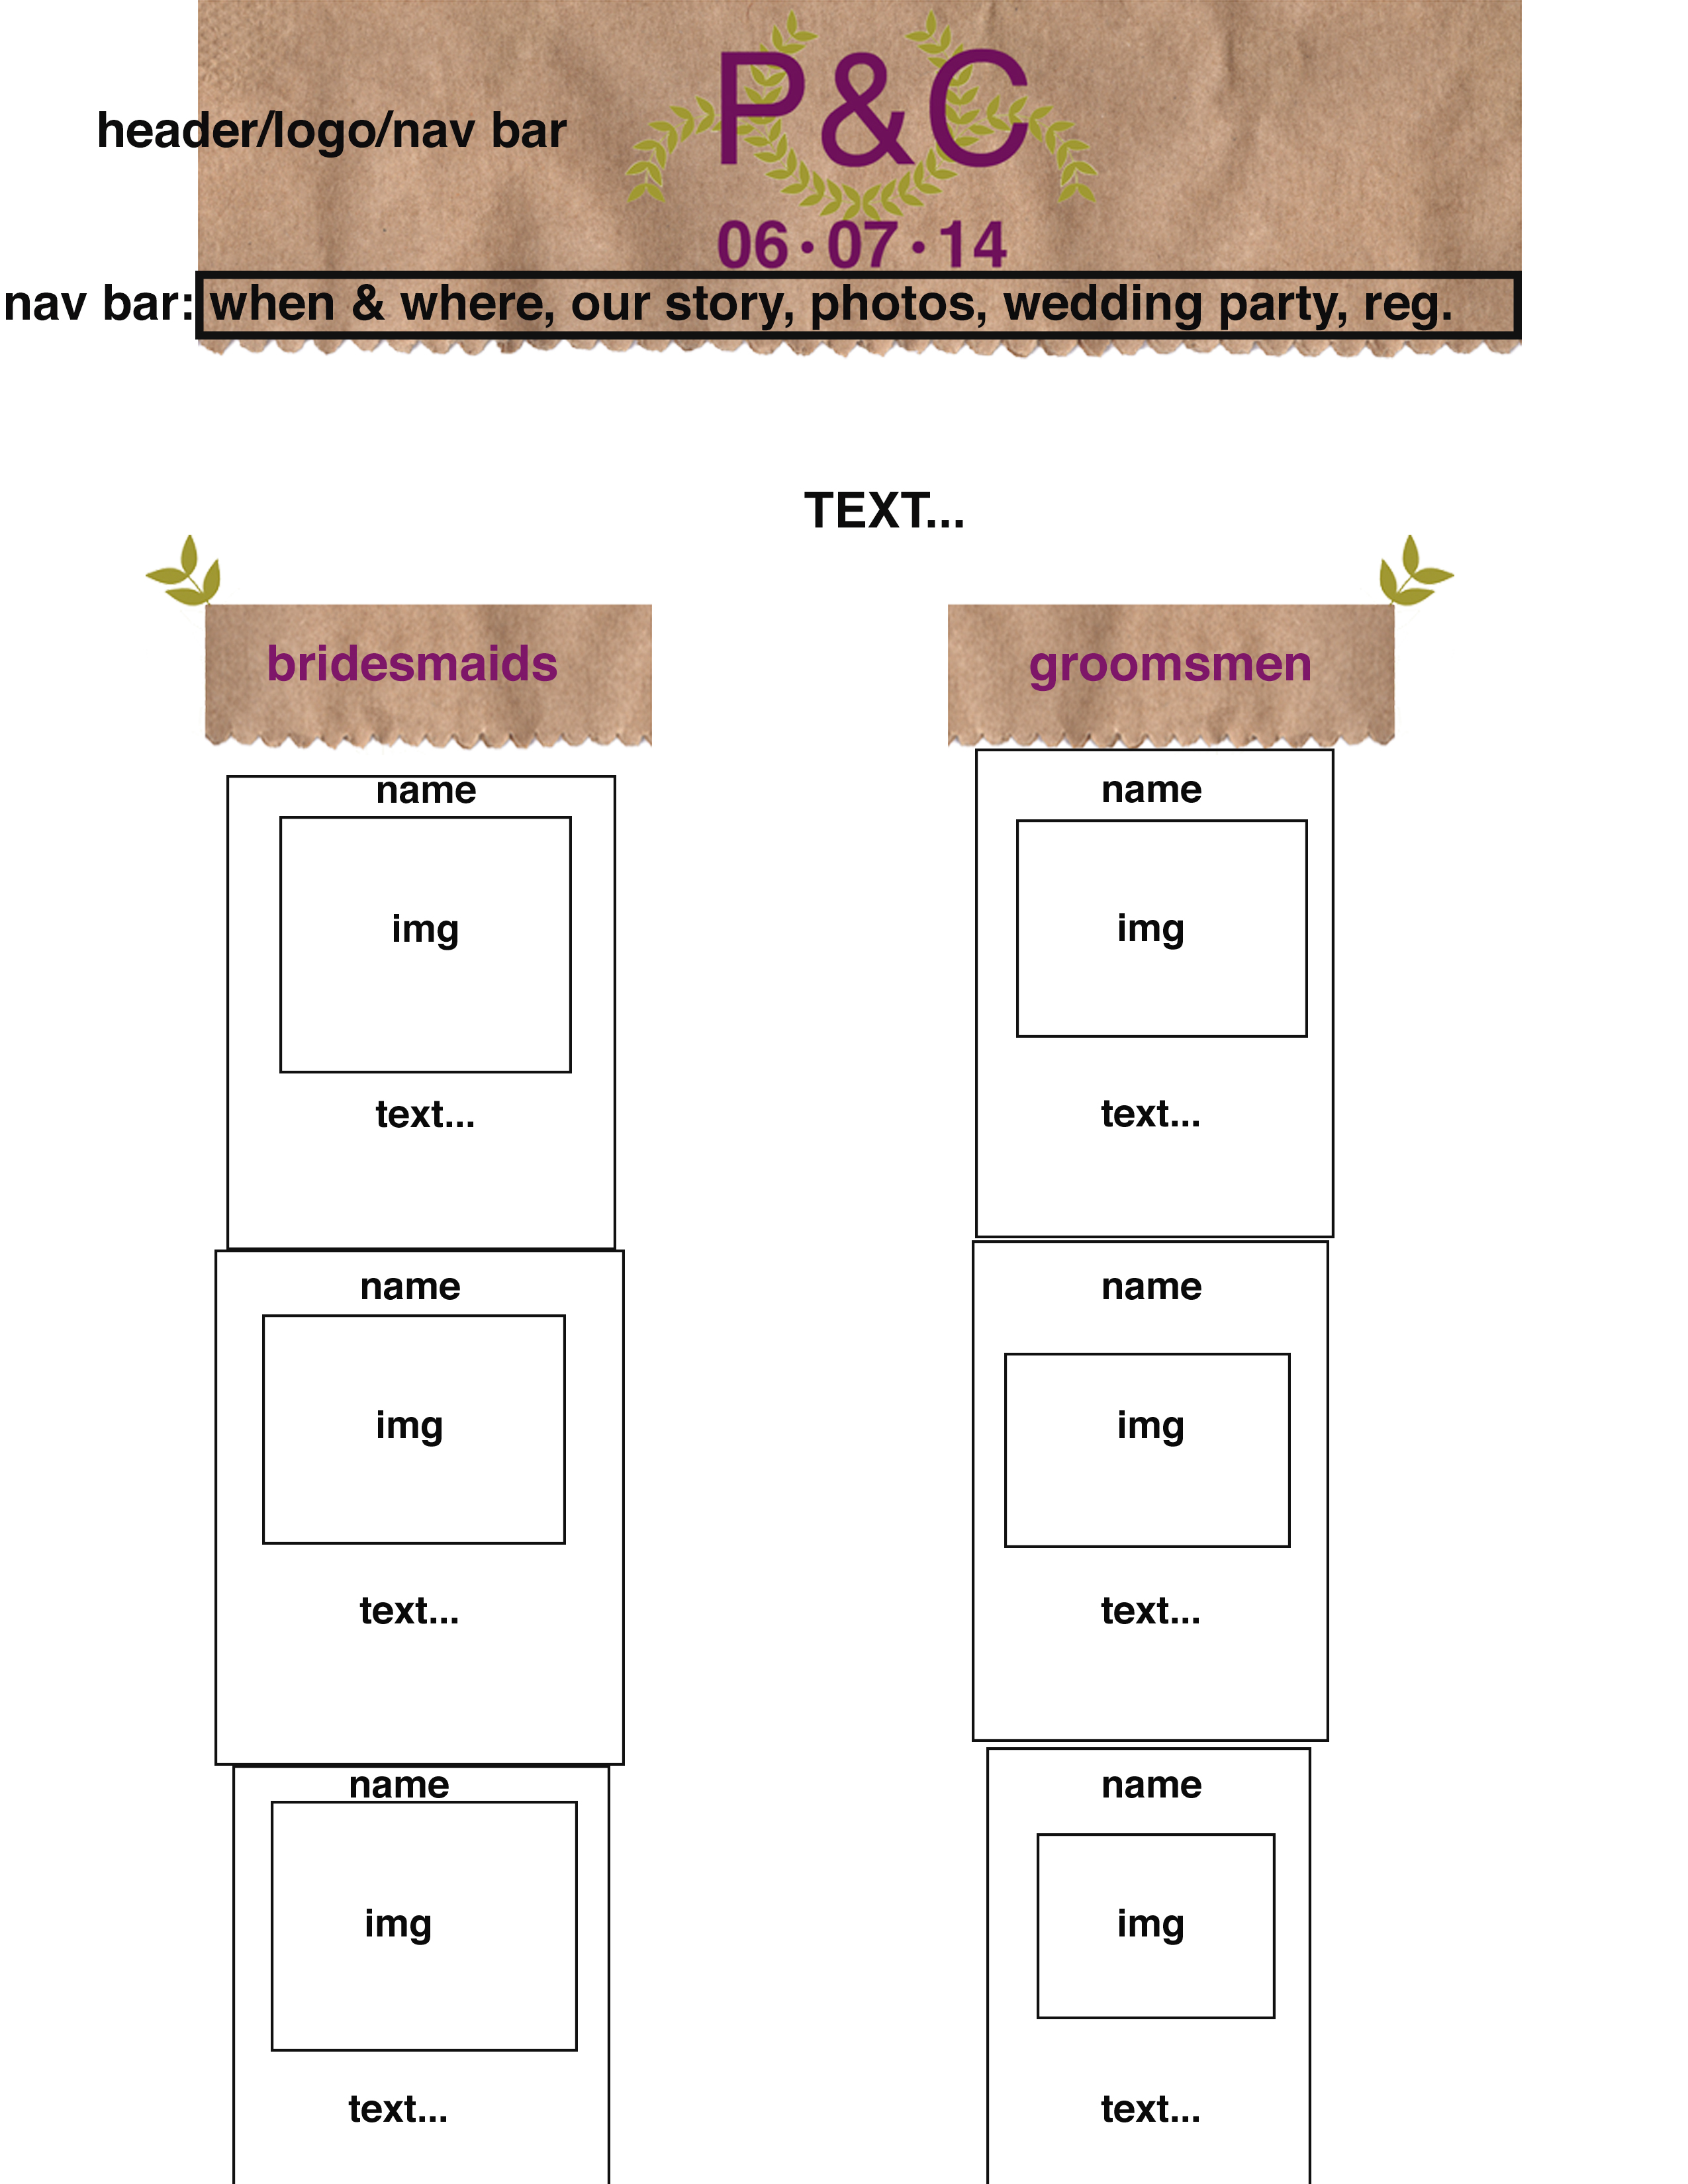 P&C
header/logo/nav bar
06·07·14
nav bar: when & where, our story, photos, wedding party, reg.
TEXT...
bridesmaids
groomsmen
name
name
img
img
text...
text...
name
name
img
img
text...
text...
name
name
img
img
text...
text...